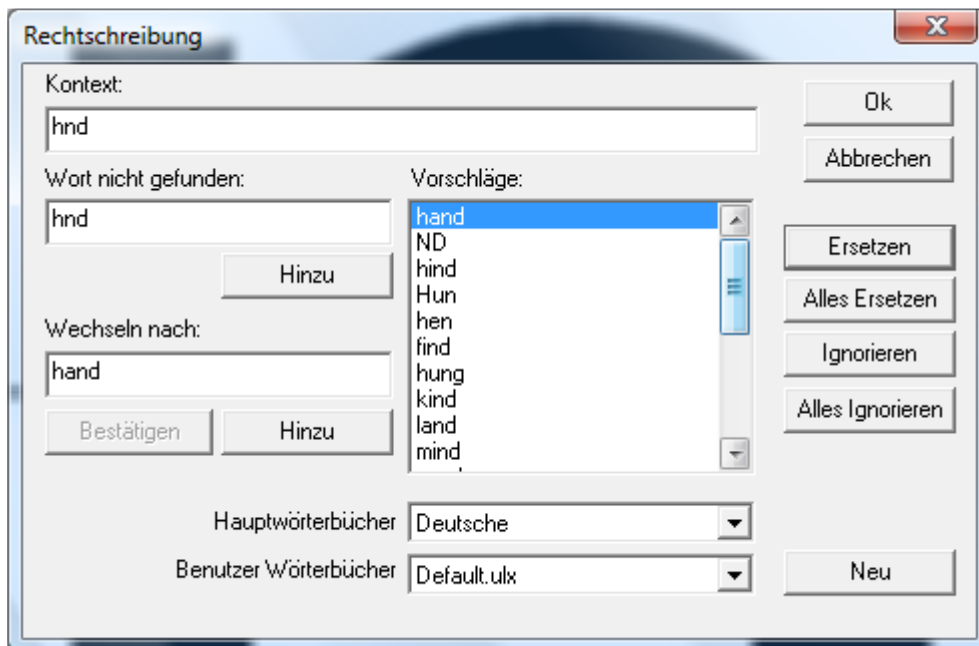 Rechtschreibung
Kontext:
hnd
Ok
Abbrechen
Wort nicht gefunden:
hnd
Hinzu
Vorschläge:
hand
ND
hind
Hun
hen
find
hung
kind
land
mind
Ersetzen
Alles Ersetzen
Ignorieren
Alles Ignorieren
Wechseln nach:
hand
Bestätigen
Hinzu
Hauptwörterbücher
Deutsche
Benutzer Wörterbücher
Default.ulx
Neu